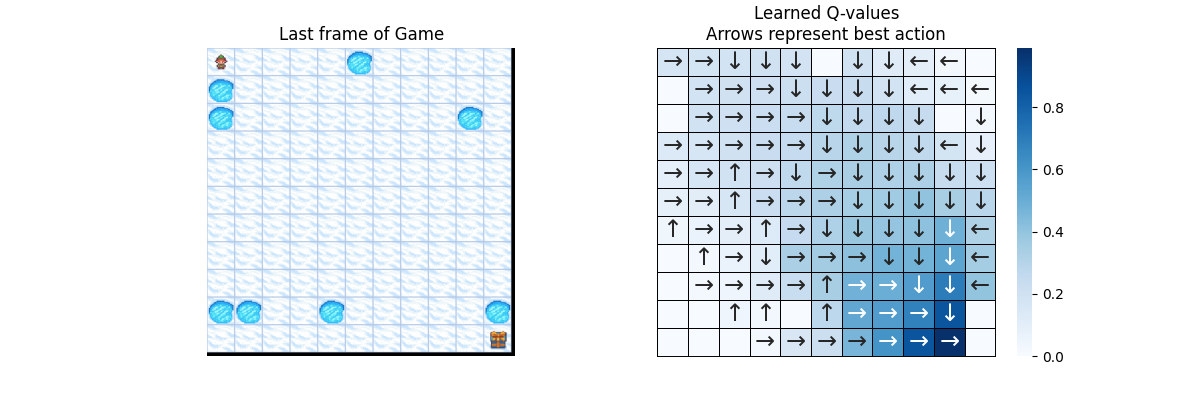 Last frame of Game
Learned Q-values
Arrows represent best action
→ → ↓ ↓ ↓ ↓ ↓ ← ←
→ → → ↓ ↓ ↓ ↓ ← ← ←
→ → → → ↓ ↓ ↓ ↓ ↓
→ → → → → ↓ ↓ ↓ ↓ ← ↓
→ → ↑ → ↓ → ↓ ↓ ↓ ↓ ↓
→ → ↑ → → → ↓ ↓ ↓ ↓ ↓
↑ → → ↑ → ↓ ↓ ↓ ↓ ↓ ←
↑ → ↓ → → → ↓ ↓ ↓ ←
→ → → → ↑ → → ↓ ↓ ←
↑ ↑ ↑ → → → ↓
→ → → → → → →
0.8
0.6
0.4
0.2
0.0